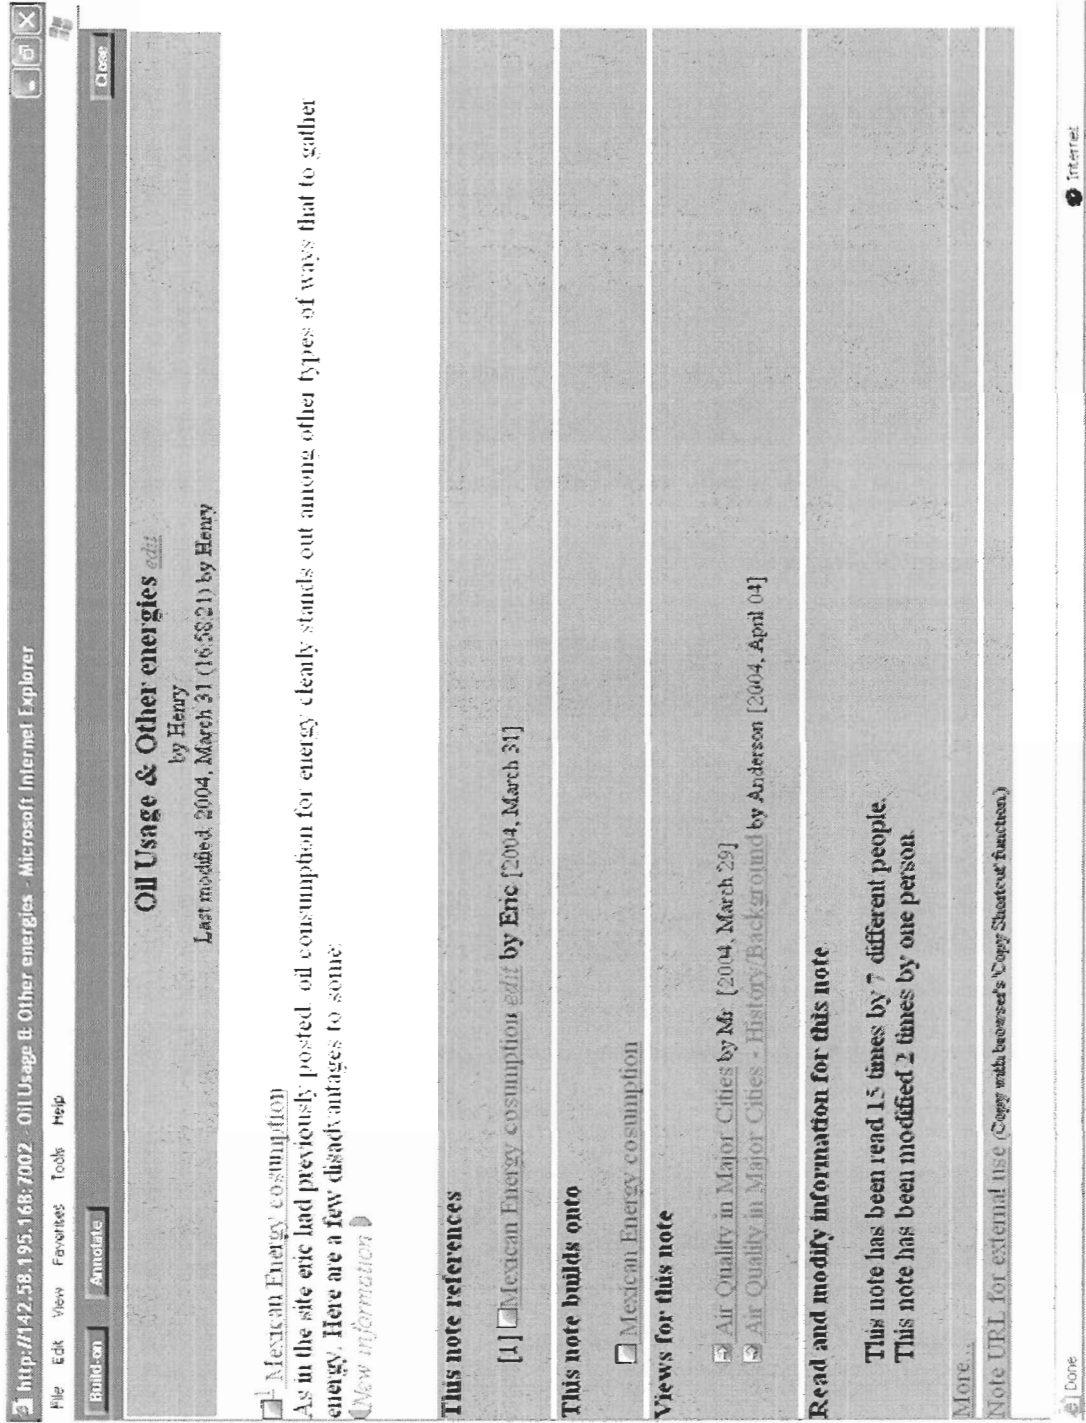 http://142.58.195.168:7002 - Oil Usage & Other energies - Microsoft Internet Explorer
File Edit View Favorites Tools Help
Build-on Annotate Close
Oil Usage & Other energies edit
by Henry
Last modified: 2004, March 31 (16:58:21) by Henry
1 Mexican Energy cosumption
As in the site eric had previously posted, oil consumption for energy clearly stands out among other types of ways that to gather
energy. Here are a few disadvantages to some:
(New information)
This note references
[1] Mexican Energy cosumption edit by Eric [2004, March 31]
This note builds onto
Mexican Energy cosumption
Views for this note
Air Quality in Major Cities by Mr. [2004, March 29]
Air Quality in Major Cities - History/Background by Anderson [2004, April 04]
Read and modify information for this note
This note has been read 15 times by 7 different people.
This note has been modified 2 times by one person.
More...
Note URL for external use (Copy with browser's 'Copy Shortcut' function.)
Done Internet